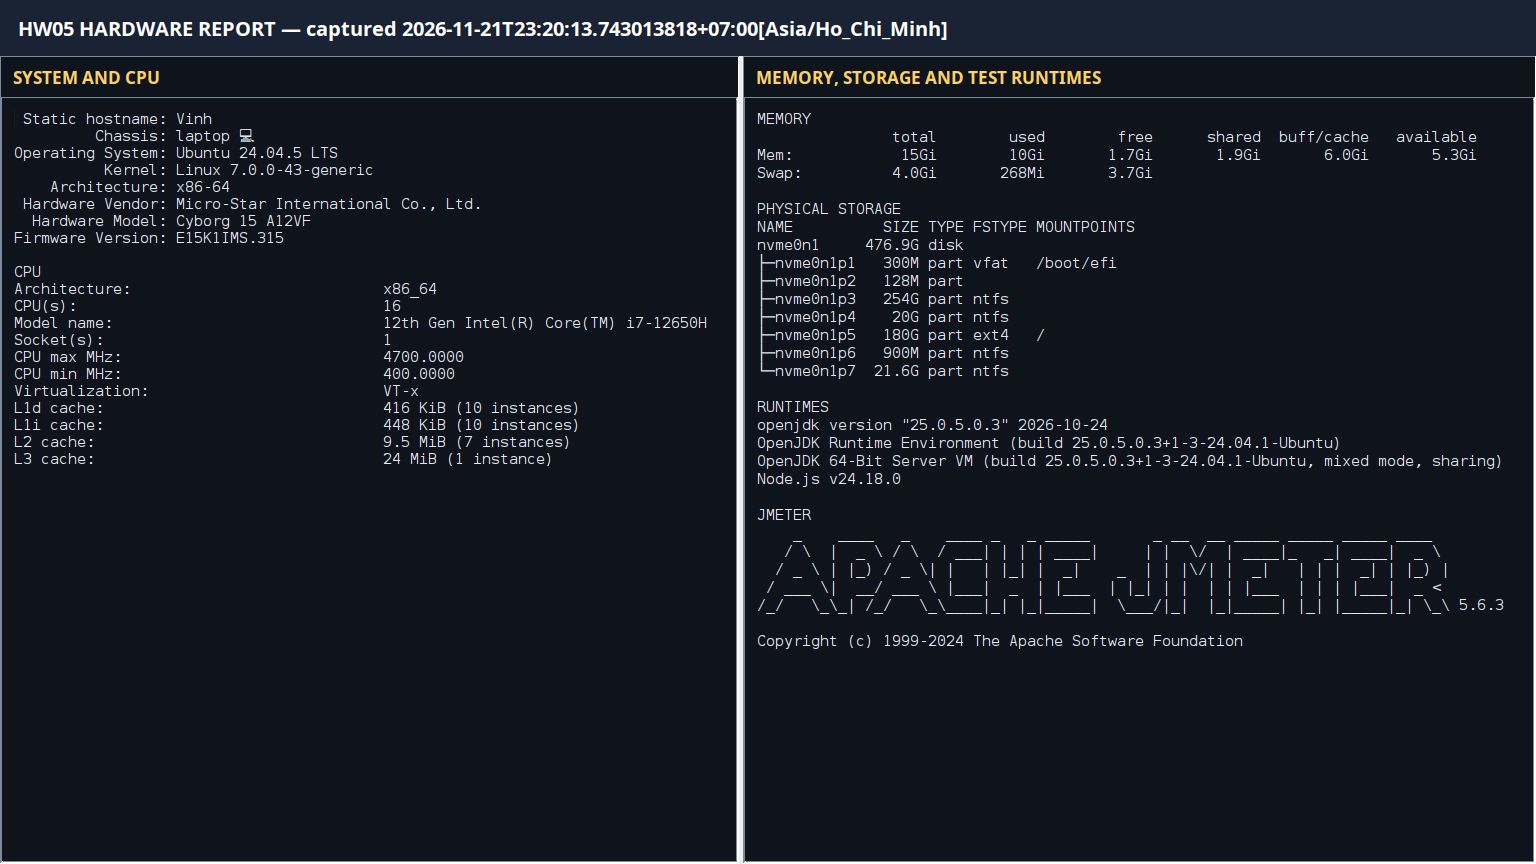 HW05 HARDWARE REPORT — captured 2026-11-21T23:20:13.743013818+07:00[Asia/Ho_Chi_Minh]
SYSTEM AND CPU
Static hostname: Vinh
Chassis: laptop 💻
Operating System: Ubuntu 24.04.5 LTS
Kernel: Linux 7.0.0-43-generic
Architecture: x86-64
Hardware Vendor: Micro-Star International Co., Ltd.
Hardware Model: Cyborg 15 A12VF
Firmware Version: E15K1IMS.315
CPU
Architecture: x86_64
CPU(s): 16
Model name: 12th Gen Intel(R) Core(TM) i7-12650H
Socket(s): 1
CPU max MHz: 4700.0000
CPU min MHz: 400.0000
Virtualization: VT-x
L1d cache: 416 KiB (10 instances)
L1i cache: 448 KiB (10 instances)
L2 cache: 9.5 MiB (7 instances)
L3 cache: 24 MiB (1 instance)
MEMORY, STORAGE AND TEST RUNTIMES
MEMORY
total used free shared buff/cache available
Mem: 15Gi 10Gi 1.7Gi 1.9Gi 6.0Gi 5.3Gi
Swap: 4.0Gi 268Mi 3.7Gi
PHYSICAL STORAGE
NAME SIZE TYPE FSTYPE MOUNTPOINTS
nvme0n1 476.9G disk
├─nvme0n1p1 300M part vfat /boot/efi
├─nvme0n1p2 128M part
├─nvme0n1p3 254G part ntfs
├─nvme0n1p4 20G part ntfs
├─nvme0n1p5 180G part ext4 /
├─nvme0n1p6 900M part ntfs
└─nvme0n1p7 21.6G part ntfs
RUNTIMES
openjdk version "25.0.5.0.3" 2026-10-24
OpenJDK Runtime Environment (build 25.0.5.0.3+1-3-24.04.1-Ubuntu)
OpenJDK 64-Bit Server VM (build 25.0.5.0.3+1-3-24.04.1-Ubuntu, mixed mode, sharing)
Node.js v24.18.0
JMETER
APACHE JMETER 5.6.3
Copyright (c) 1999-2024 The Apache Software Foundation